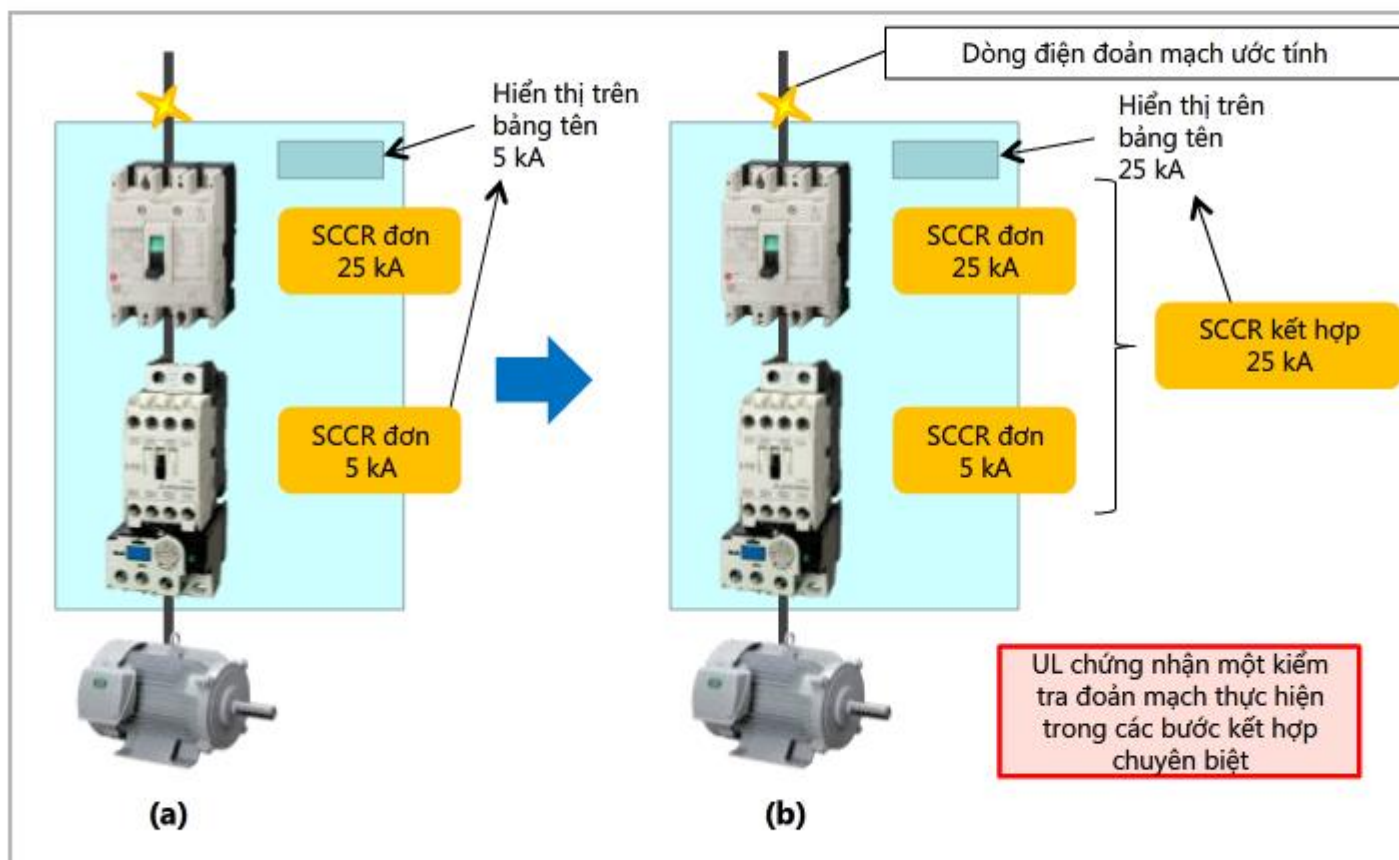 Dòng điện đoản mạch ước tính
Hiển thị trên
bảng tên
5 kA
SCCR đơn
25 kA
SCCR đơn
5 kA
(a)
Hiển thị trên
bảng tên
25 kA
SCCR đơn
25 kA
SCCR kết hợp
25 kA
SCCR đơn
5 kA
UL chứng nhận một kiểm
tra đoản mạch thực hiện
trong các bước kết hợp
chuyên biệt
(b)